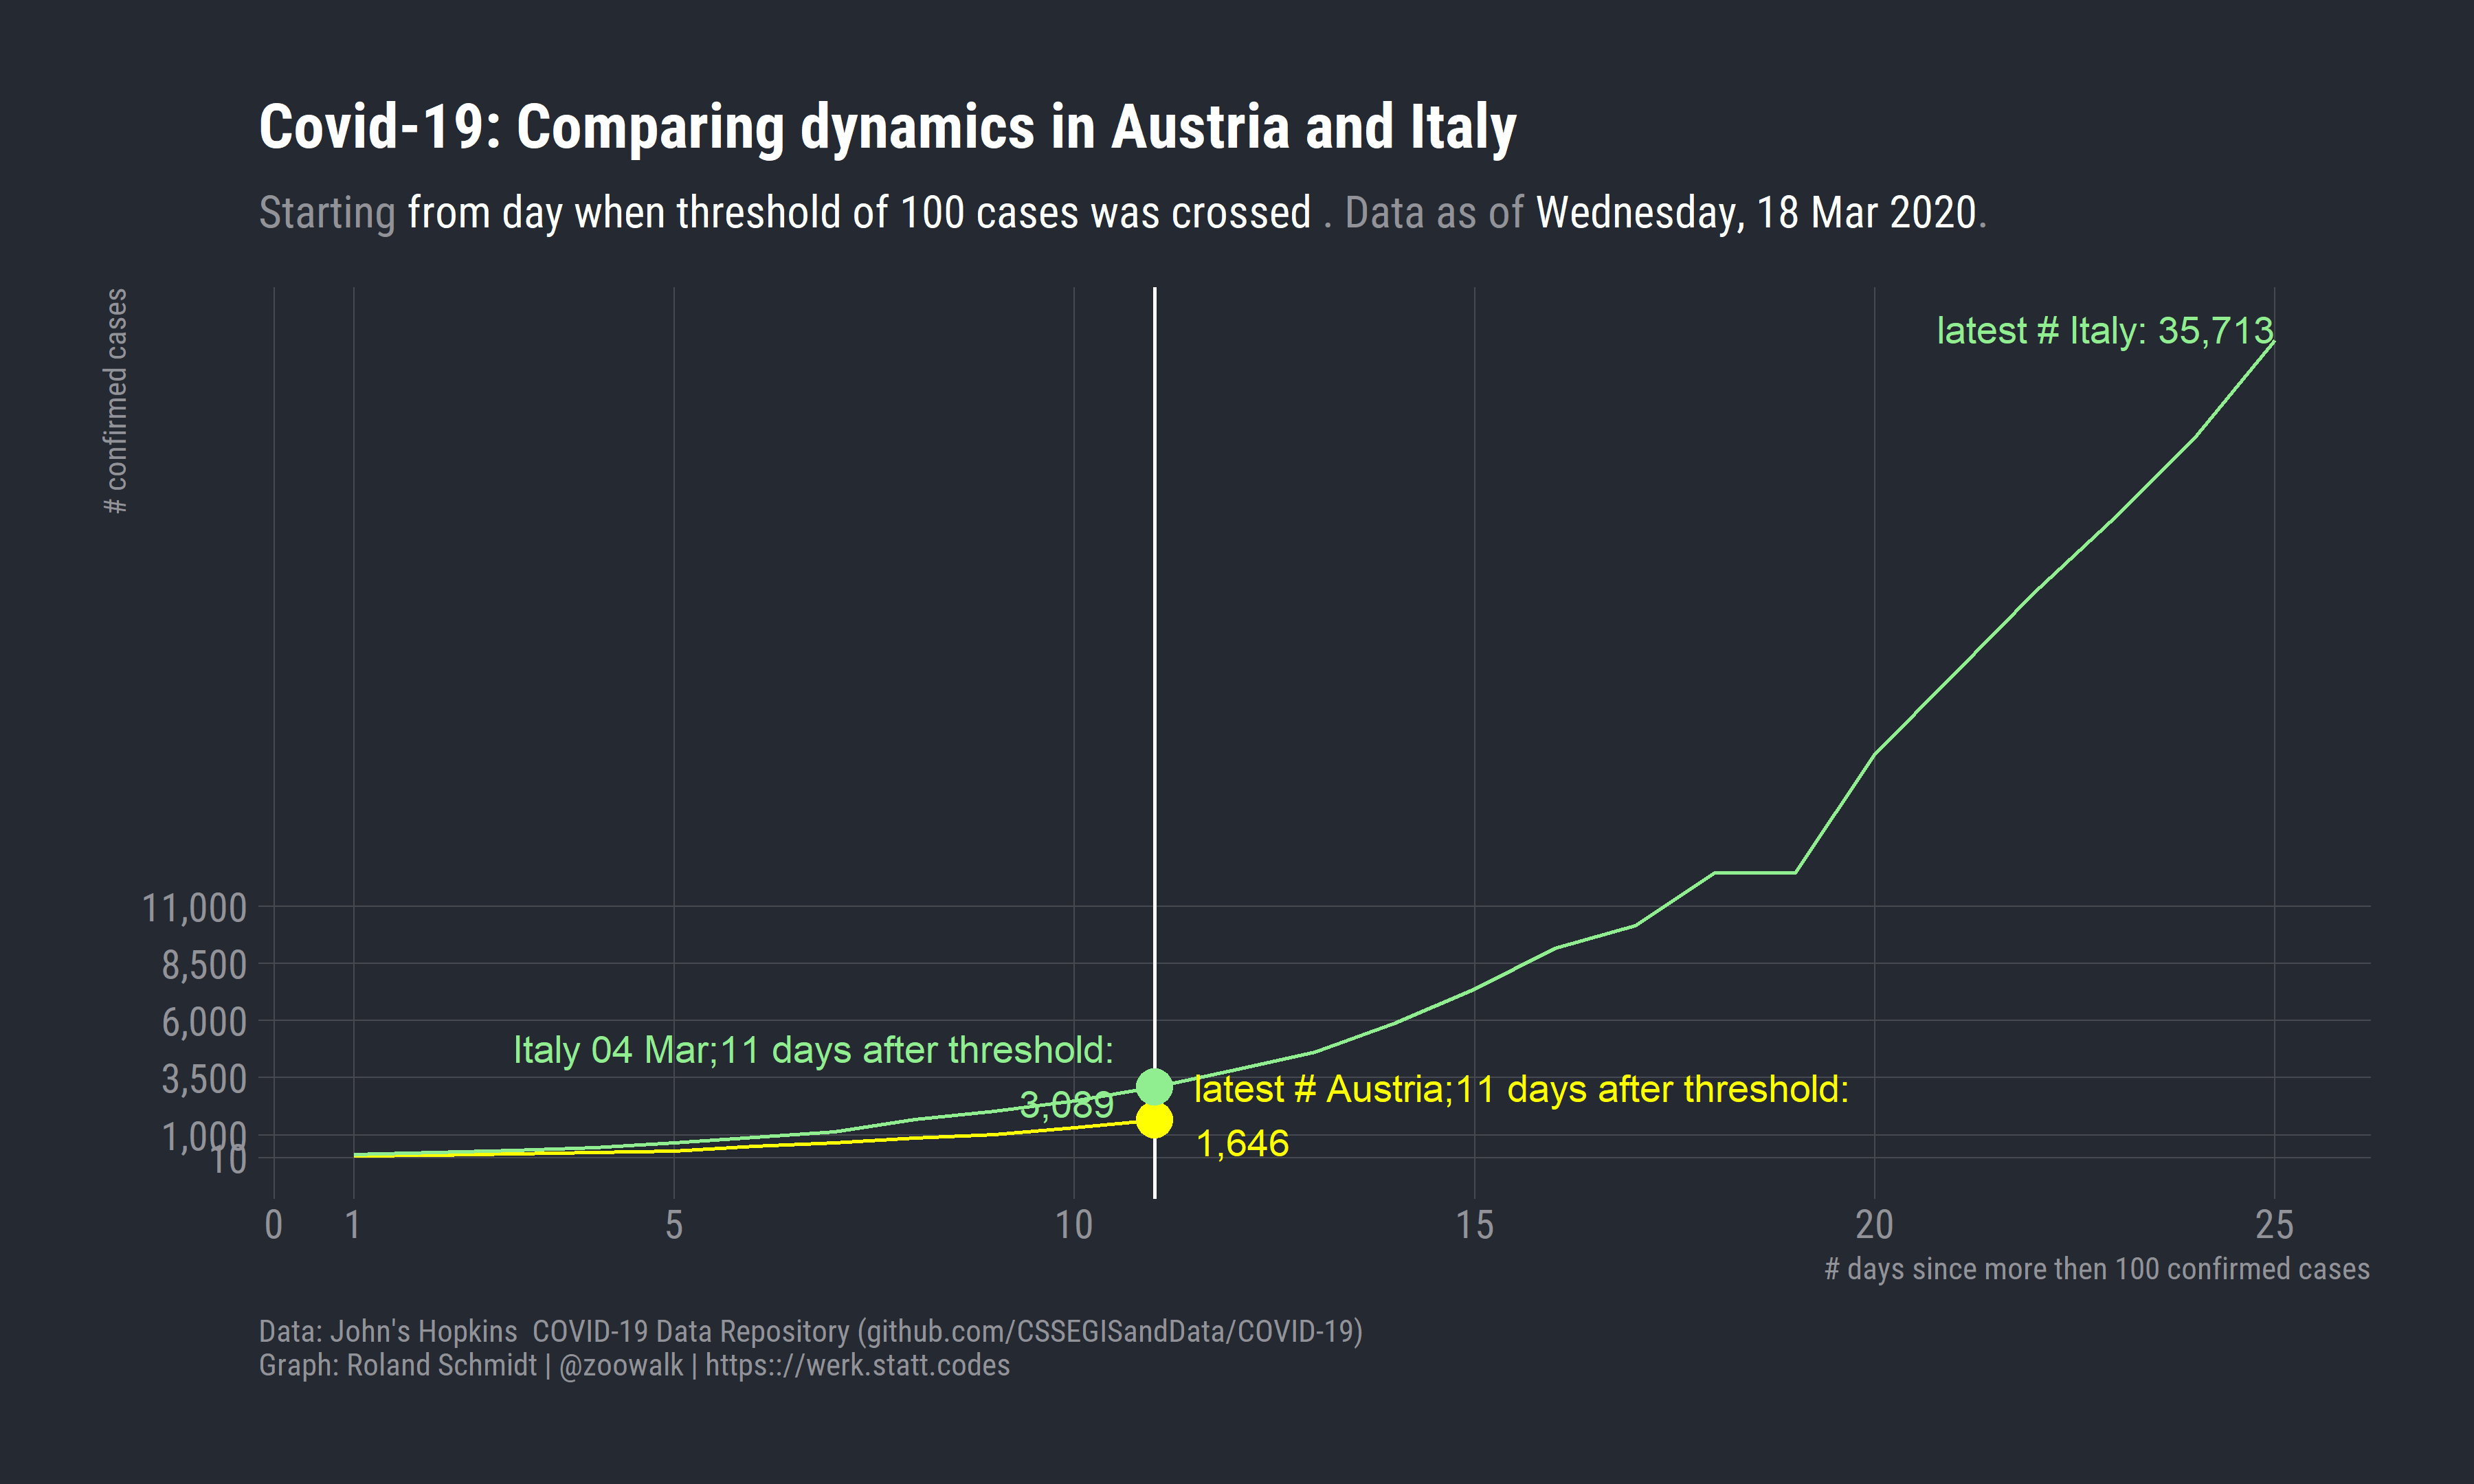 Covid-19: Comparing dynamics in Austria and Italy
Starting from day when threshold of 100 cases was crossed . Data as of Wednesday, 18 Mar 2020.
# confirmed cases
latest # Italy: 35,713
11,000
8,500
6,000
3,500
1,000
10
Italy 04 Mar;11 days after threshold:
3,089
latest # Austria;11 days after threshold:
1,646
0 1 5 10 15 20 25
# days since more then 100 confirmed cases
Data: John's Hopkins  COVID-19 Data Repository (github.com/CSSEGISandData/COVID-19)
Graph: Roland Schmidt | @zoowalk | https:://werk.statt.codes